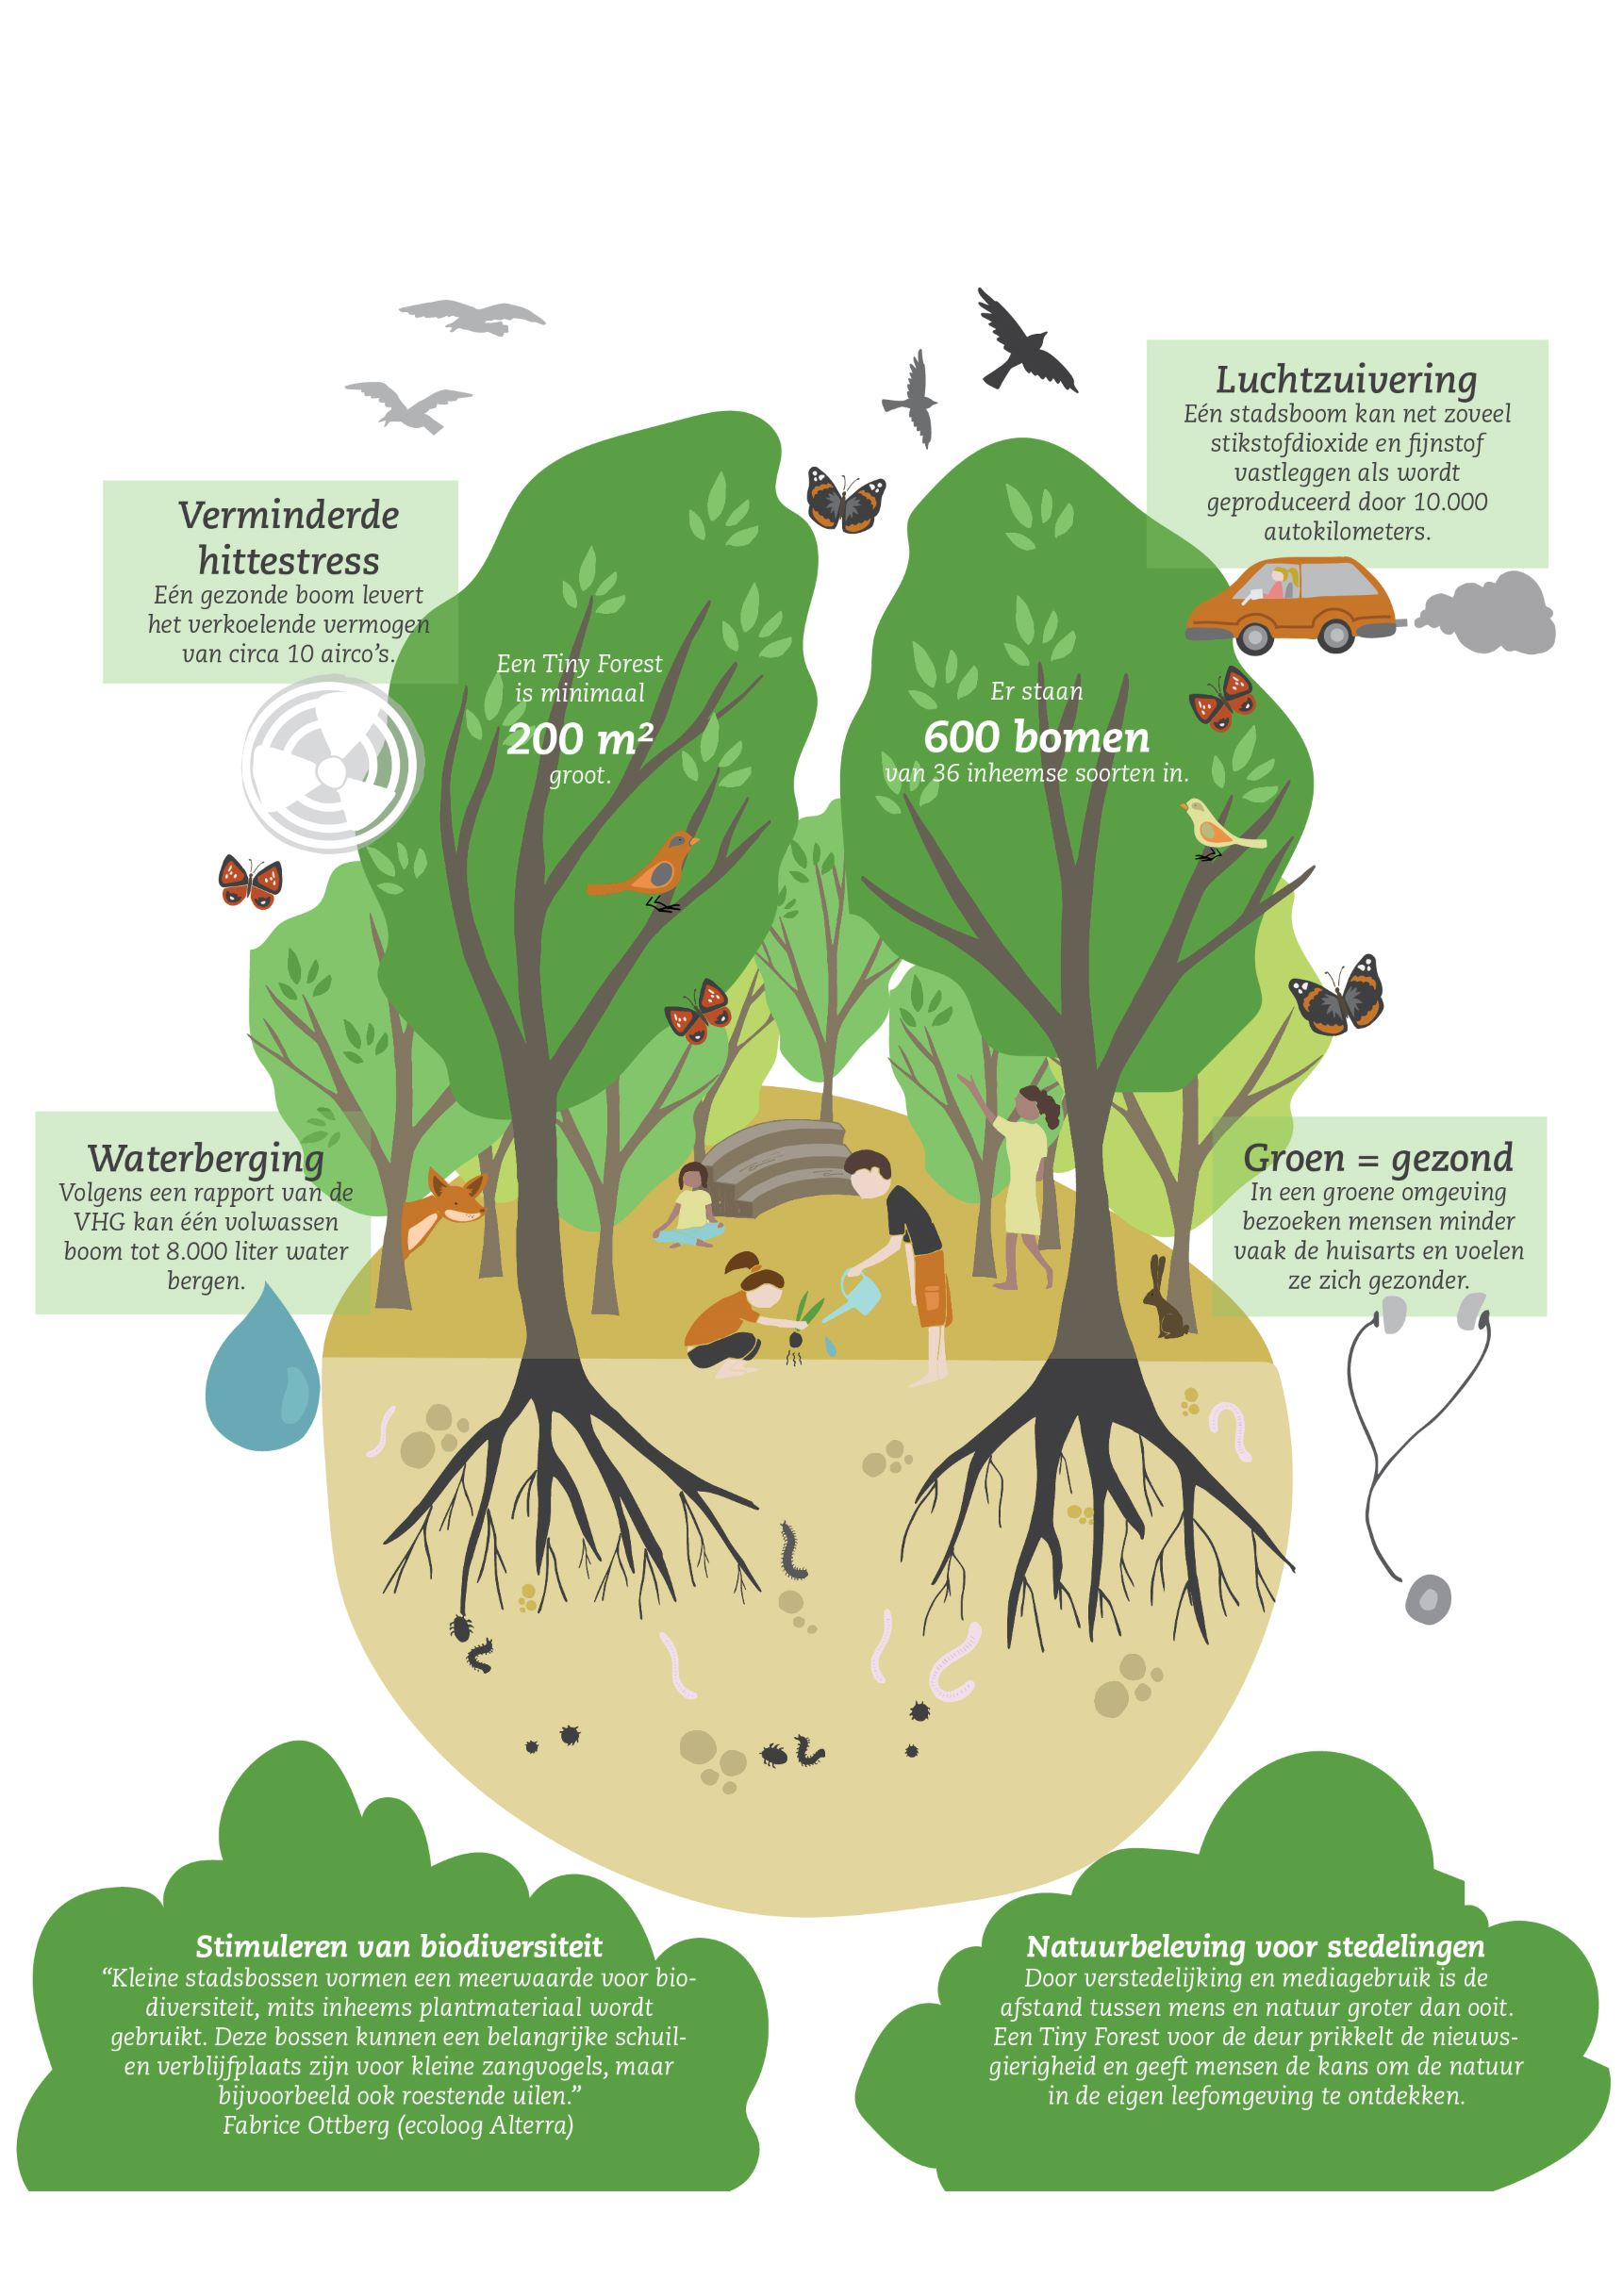 Luchtzuivering
Eén stadsboom kan net zoveel
stikstofdioxide en fijnstof
vastleggen als wordt
geproduceerd door 10.000
autokilometers.
Verminderde
hittestress
Eén gezonde boom levert
het verkoelende vermogen
van circa 10 airco's.
Een Tiny Forest
is minimaal
200 m²
groot.
Er staan
600 bomen
van 36 inheemse soorten in.
Waterberging
Volgens een rapport van de
VHG kan één volwassen
boom tot 8.000 liter water
bergen.
Groen = gezond
In een groene omgeving
bezoeken mensen minder
vaak de huisarts en voelen
ze zich gezonder.
Stimuleren van biodiversiteit
“Kleine stadsbossen vormen een meerwaarde voor bio-
diversiteit, mits inheems plantmateriaal wordt
gebruikt. Deze bossen kunnen een belangrijke schuil-
en verblijfplaats zijn voor kleine zangvogels, maar
bijvoorbeeld ook roestende uilen.”
Fabrice Ottberg (ecoloog Alterra)
Natuurbeleving voor stedelingen
Door verstedelijking en mediagebruik is de
afstand tussen mens en natuur groter dan ooit.
Een Tiny Forest voor de deur prikkelt de nieuws-
gierigheid en geeft mensen de kans om de natuur
in de eigen leefomgeving te ontdekken.